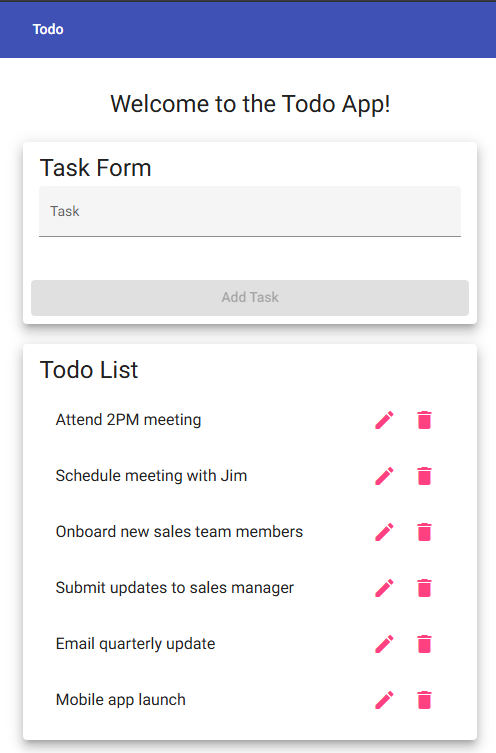 Todo
Welcome to the Todo App!
Task Form
Task
Add Task
Todo List
Attend 2PM meeting
Schedule meeting with Jim
Onboard new sales team members
Submit updates to sales manager
Email quarterly update
Mobile app launch